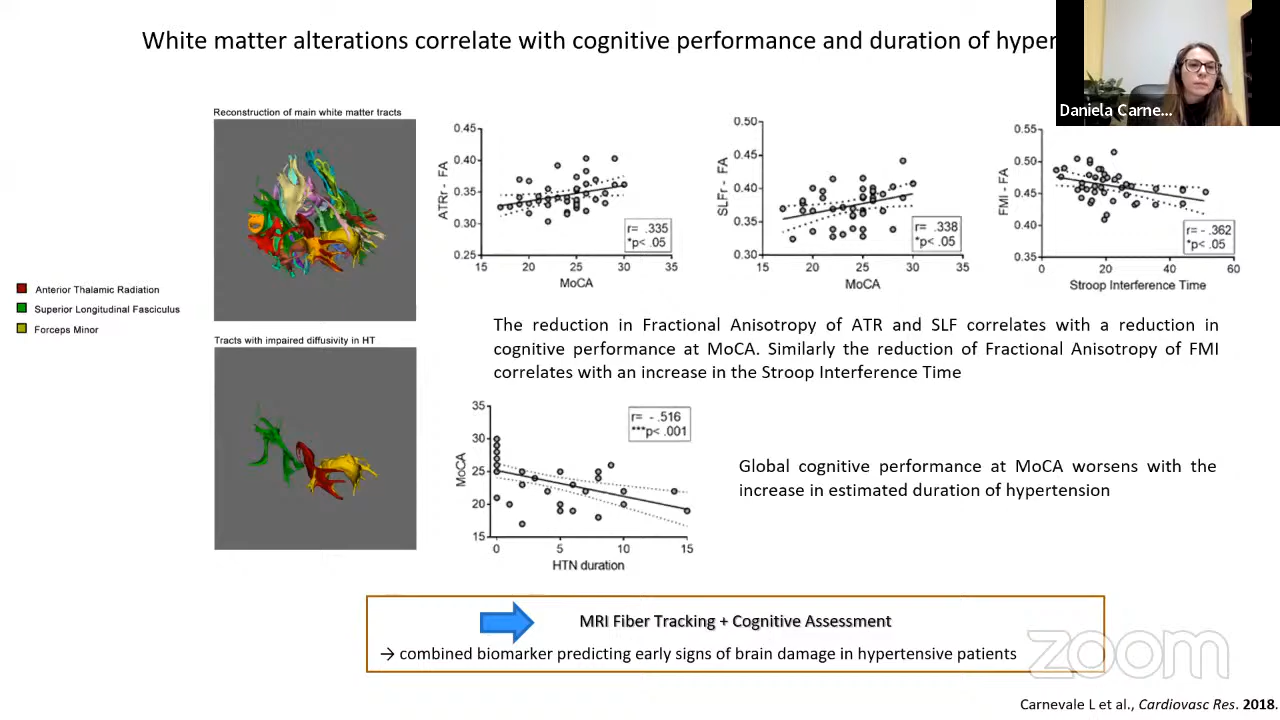 White matter alterations correlate with cognitive performance and duration of hyper
Daniela Carne...
Reconstruction of main white matter tracts
Anterior Thalamic Radiation
Superior Longitudinal Fasciculus
Forceps Minor
Tracts with impaired diffusivity in HT
ATRr - FA
0.45
0.40
0.35
0.30
0.25
15 20 25 30 35
MoCA
r= .335
*p< .05
SLFr - FA
0.50
0.45
0.40
0.35
0.30
15 20 25 30 35
MoCA
r= .338
*p< .05
FMI - FA
0.55
0.50
0.45
0.40
0.35
0 20 40 60
Stroop Interference Time
r= - .362
*p< .05
The reduction in Fractional Anisotropy of ATR and SLF correlates with a reduction in
cognitive performance at MoCA. Similarly the reduction of Fractional Anisotropy of FMI
correlates with an increase in the Stroop Interference Time
MoCA
35
30
25
20
15
0 5 10 15
HTN duration
r= - .516
***p< .001
Global cognitive performance at MoCA worsens with the
increase in estimated duration of hypertension
MRI Fiber Tracking + Cognitive Assessment
→ combined biomarker predicting early signs of brain damage in hypertensive patients
zoom
Carnevale L et al., Cardiovasc Res. 2018.